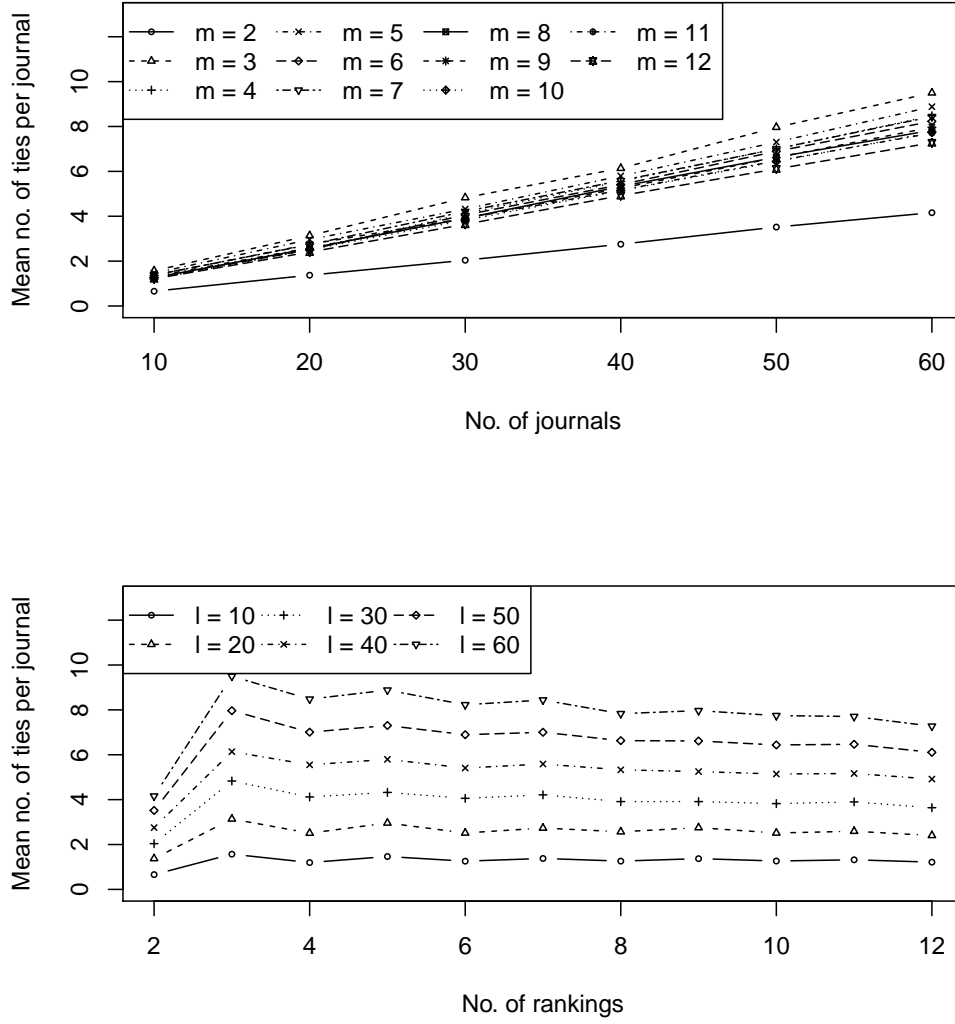 m = 2 m = 5 m = 8 m = 11
m = 3 m = 6 m = 9 m = 12
m = 4 m = 7 m = 10
Mean no. of ties per journal
0 2 4 6 8 10
10 20 30 40 50 60
No. of journals
l = 10 l = 30 l = 50
l = 20 l = 40 l = 60
Mean no. of ties per journal
0 2 4 6 8 10
2 4 6 8 10 12
No. of rankings